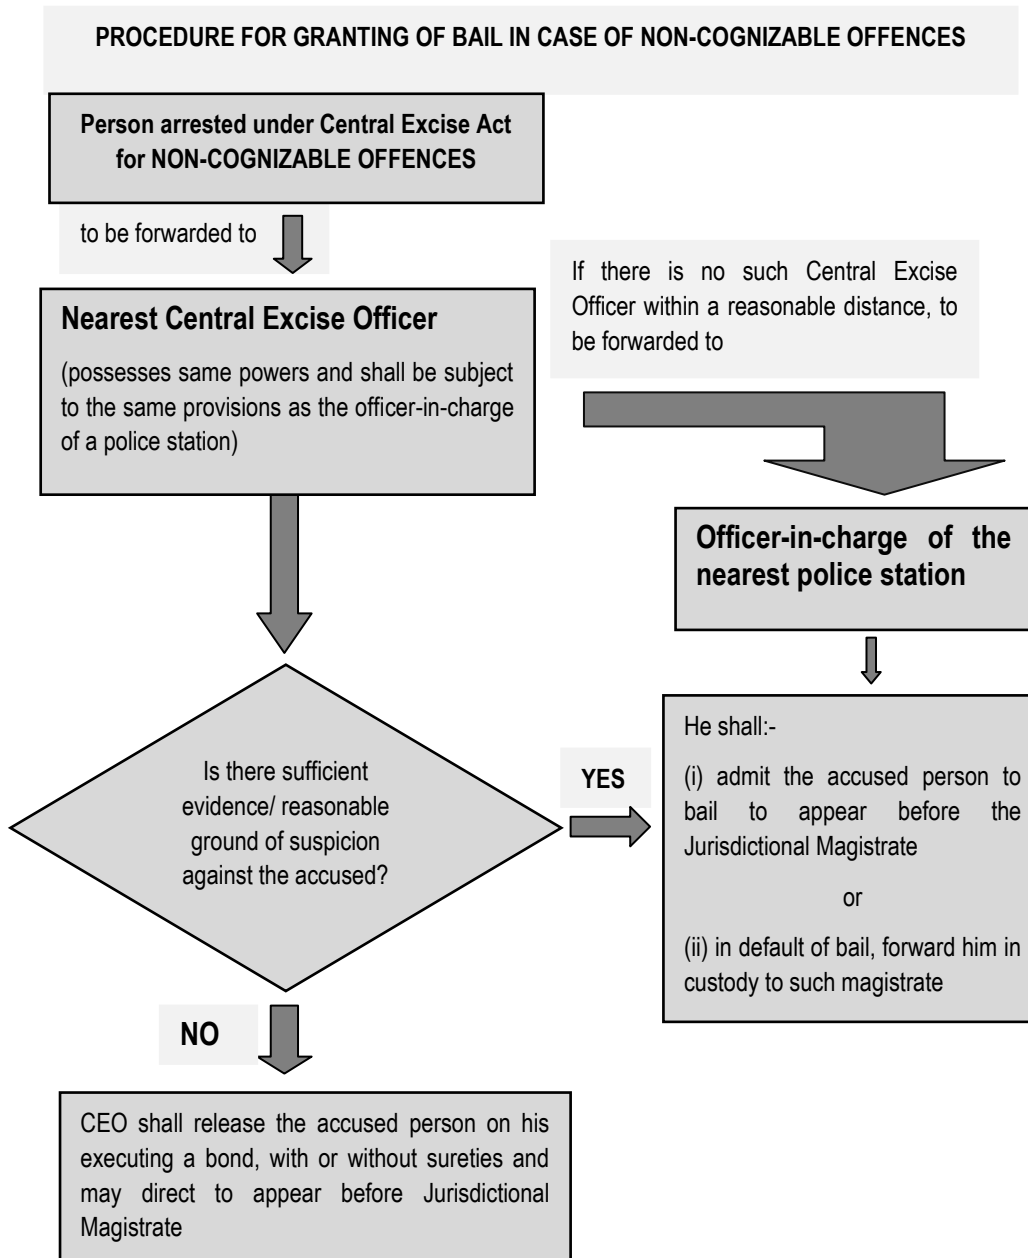 PROCEDURE FOR GRANTING OF BAIL IN CASE OF NON-COGNIZABLE OFFENCES
Person arrested under Central Excise Act
for NON-COGNIZABLE OFFENCES
to be forwarded to
Nearest Central Excise Officer
(possesses same powers and shall be subject
to the same provisions as the officer-in-charge
of a police station)
If there is no such Central Excise
Officer within a reasonable distance, to
be forwarded to
Officer-in-charge of the
nearest police station
Is there sufficient
evidence/ reasonable
ground of suspicion
against the accused?
YES
He shall:-
(i) admit the accused person to
bail to appear before the
Jurisdictional Magistrate
or
(ii) in default of bail, forward him in
custody to such magistrate
NO
CEO shall release the accused person on his
executing a bond, with or without sureties and
may direct to appear before Jurisdictional
Magistrate